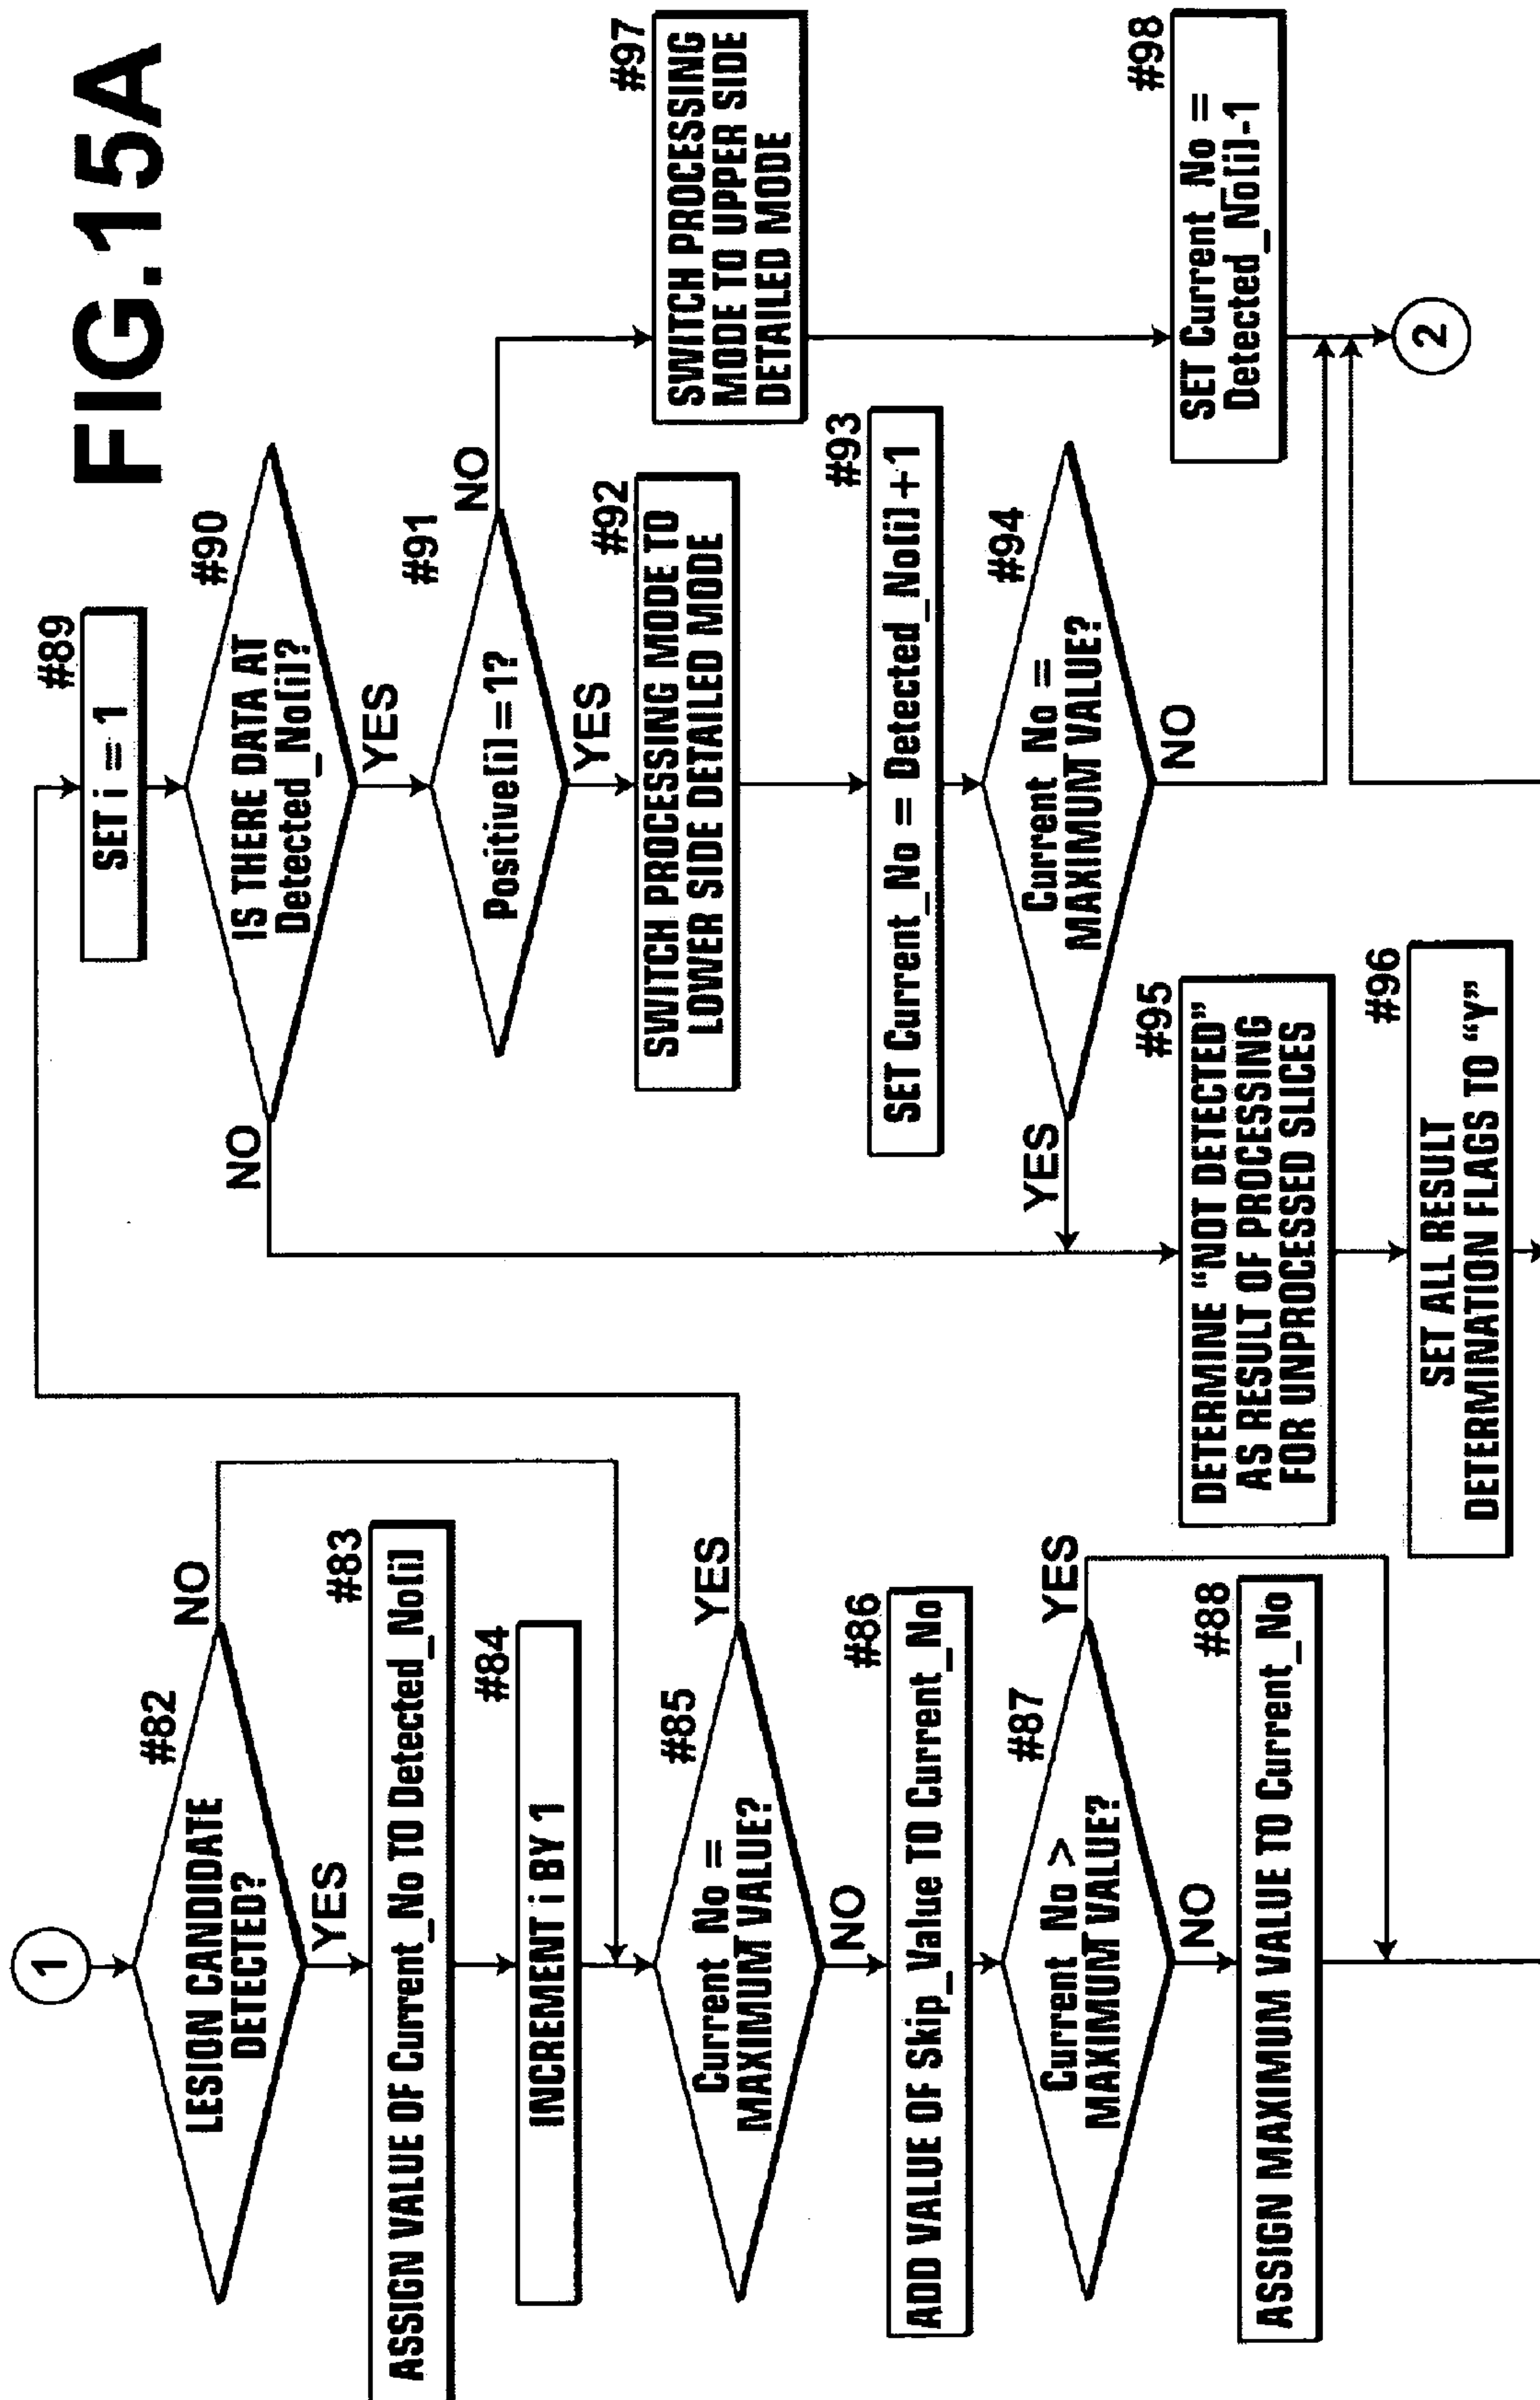 FIG.15A
1
#82
LESION CANDIDATE
DETECTED?
NO
YES
#83
ASSIGN VALUE OF Current_No TO Detected_No[i]
#84
INCREMENT i BY 1
#85
Current_No =
MAXIMUM VALUE?
YES
NO
#86
ADD VALUE OF Skip_Value TO Current_No
#87
Current_No >
MAXIMUM VALUE?
YES
NO
#88
ASSIGN MAXIMUM VALUE TO Current_No
#89
SET i = 1
#90
IS THERE DATA AT
Detected_No[i]?
NO
YES
#91
Positive[i]=1?
NO
YES
#92
SWITCH PROCESSING MODE TO
LOWER SIDE DETAILED MODE
#93
SET Current_No = Detected_No[i]+1
#94
Current_No =
MAXIMUM VALUE?
YES
NO
#95
DETERMINE “NOT DETECTED”
AS RESULT OF PROCESSING
FOR UNPROCESSED SLICES
#96
SET ALL RESULT
DETERMINATION FLAGS TO “Y”
#97
SWITCH PROCESSING
MODE TO UPPER SIDE
DETAILED MODE
#98
SET Current_No =
Detected_No[i]-1
2